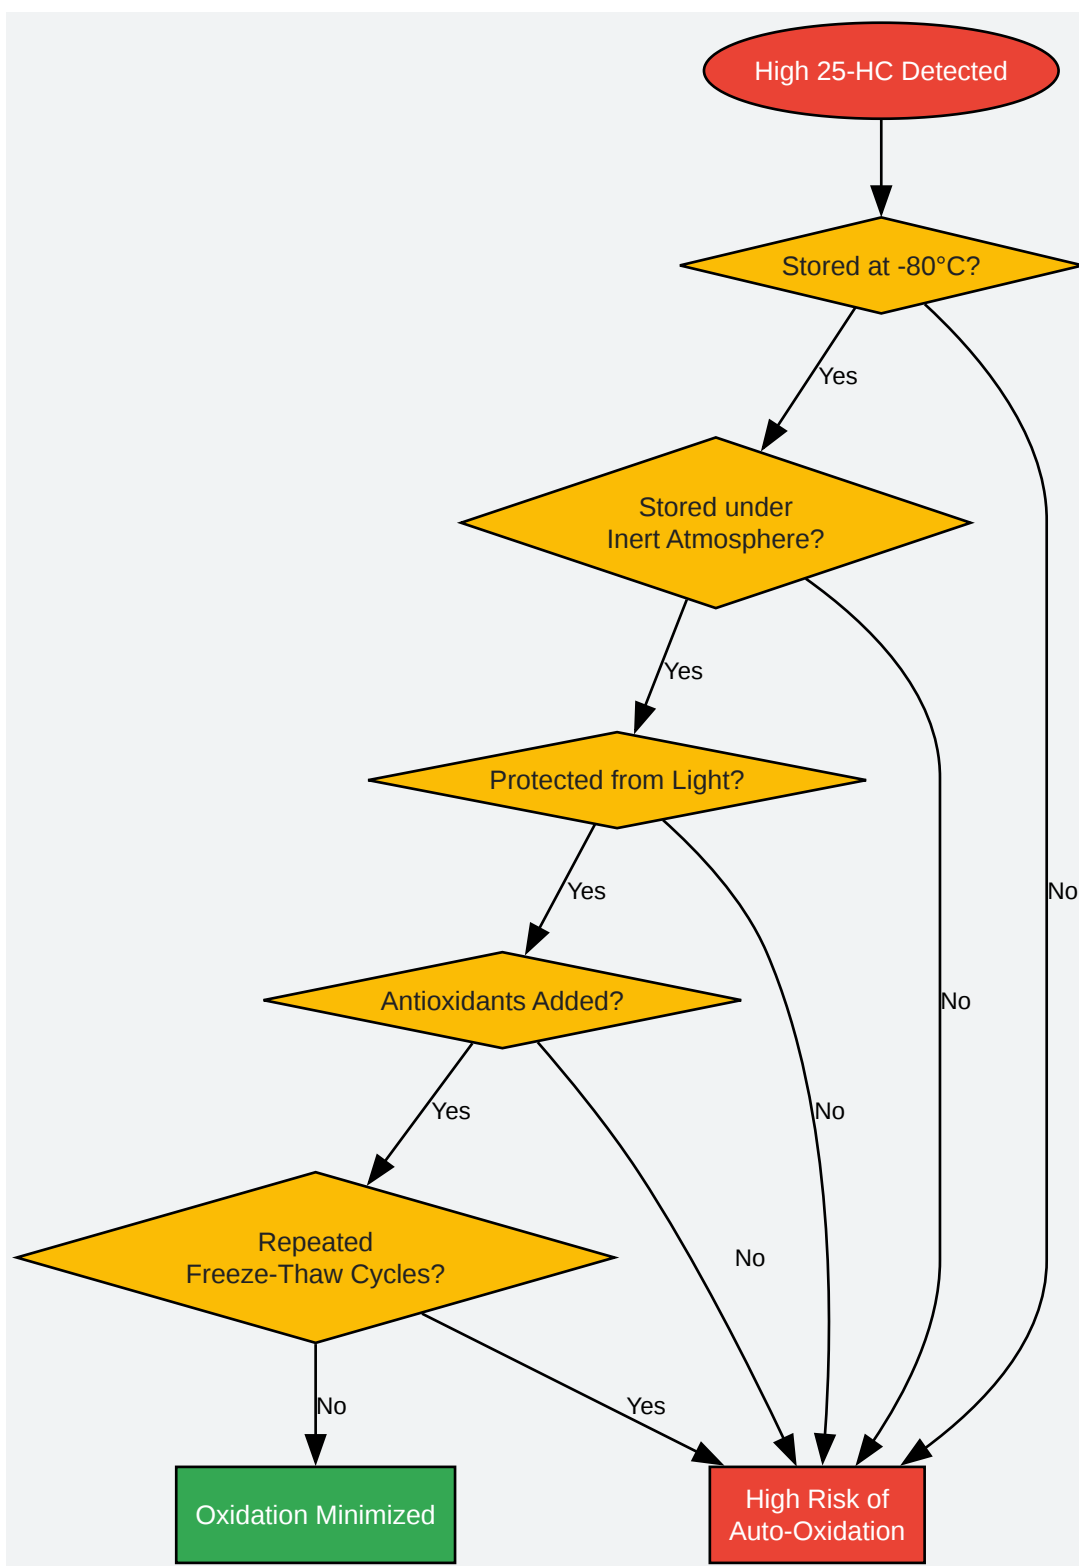 High 25-HC Detected
Stored at -80°C?
Yes
Stored under
Inert Atmosphere?
Yes
Protected from Light?
Yes
No
Antioxidants Added?
No
Yes
No
Repeated
Freeze-Thaw Cycles?
No
No
Yes
Oxidation Minimized
High Risk of
Auto-Oxidation